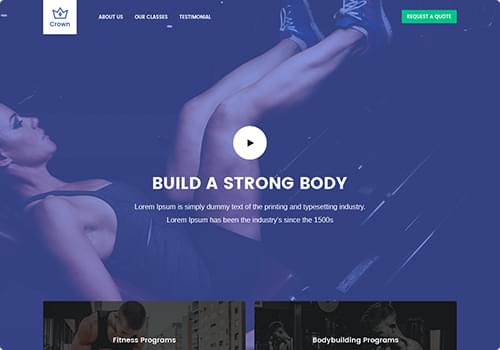 Crown
ABOUT US
OUR CLASSES
TESTIMONIAL
REQUEST A QUOTE
BUILD A STRONG BODY
Lorem Ipsum is simply dummy text of the printing and typesetting industry.
Lorem Ipsum has been the industry's since the 1500s
Fitness Programs
Bodybuilding Programs